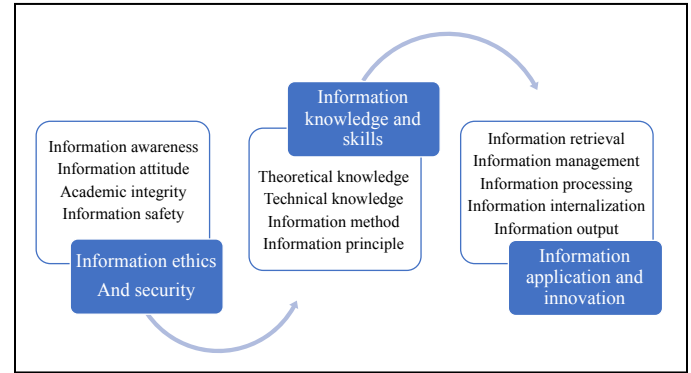 Information awareness
Information attitude
Academic integrity
Information safety
Information ethics
And security
Information
knowledge and
skills
Theoretical knowledge
Technical knowledge
Information method
Information principle
Information retrieval
Information management
Information processing
Information internalization
Information output
Information
application and
innovation